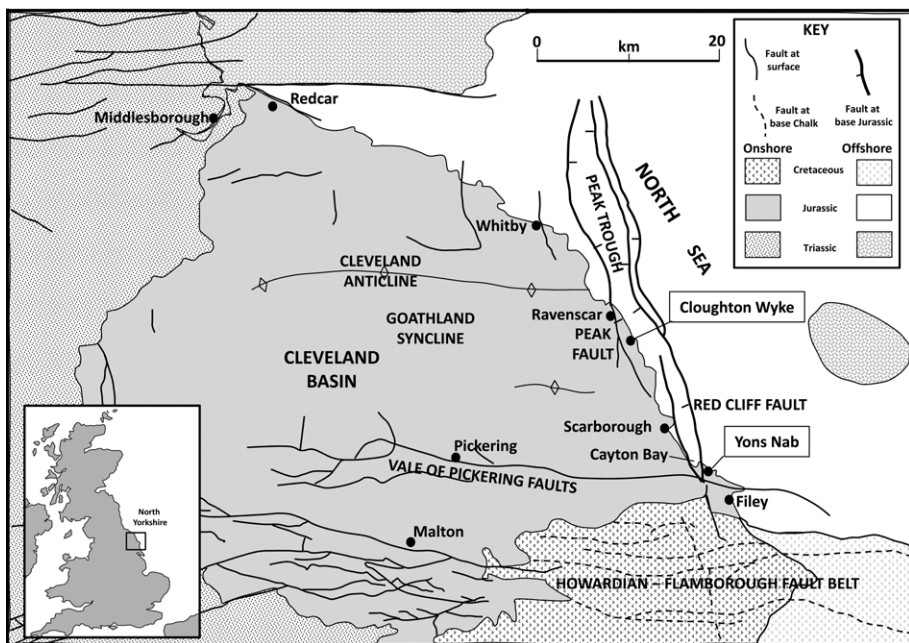 0
km
20
KEY
Fault at
surface
Fault at
base Chalk
Fault at
base Jurassic
Onshore
Offshore
Cretaceous
Jurassic
Triassic
Redcar
Middlesborough
NORTH
SEA
PEAK TROUGH
Whitby
CLEVELAND
ANTICLINE
GOATHLAND
SYNCLINE
Ravenscar
PEAK
FAULT
Cloughton Wyke
CLEVELAND
BASIN
RED CLIFF FAULT
Scarborough
Cayton Bay
Yons Nab
Pickering
VALE OF PICKERING FAULTS
Filey
Malton
HOWARDIAN – FLAMBOROUGH FAULT BELT
North
Yorkshire